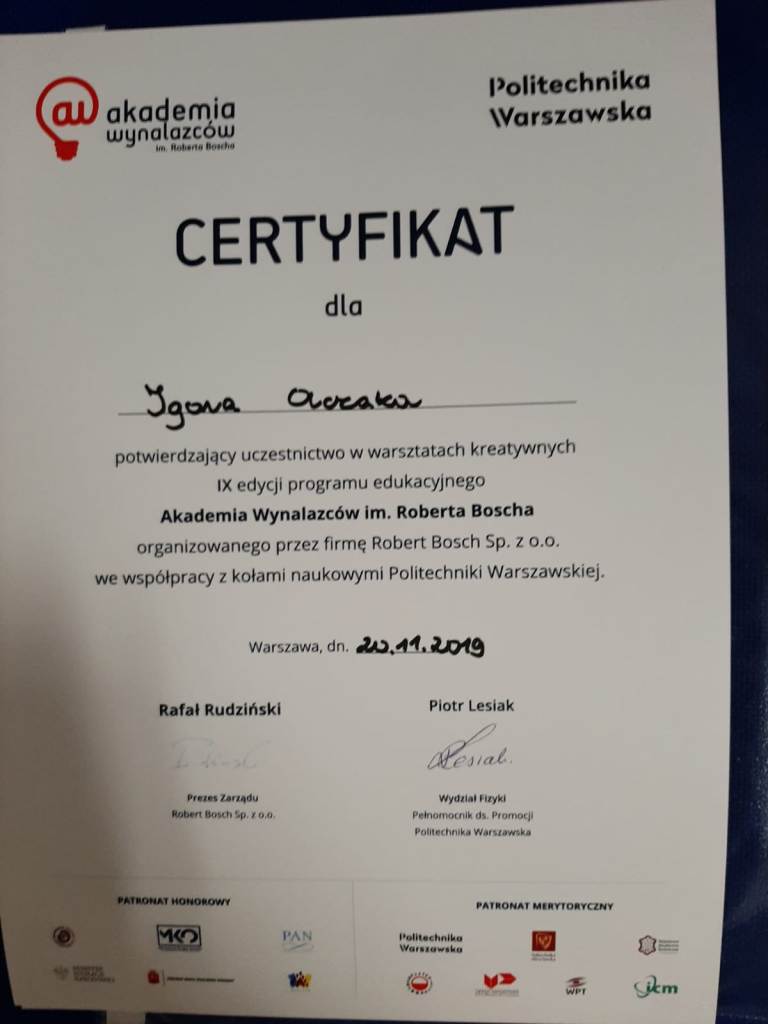 akademia
wynalazców
im. Roberta Boscha
Politechnika
Warszawska
CERTYFIKAT
dla
Igora
potwierdzający uczestnictwo w warsztatach kreatywnych
IX edycji programu edukacyjnego
Akademia Wynalazców im. Roberta Boscha
organizowanego przez firmę Robert Bosch Sp. z o.o.
we współpracy z kołami naukowymi Politechniki Warszawskiej.
Warszawa, dn. 20.11.2019
Rafał Rudziński
Piotr Lesiak
Lesiak
Prezes Zarządu
Robert Bosch Sp. z o.o.
Wydział Fizyki
Pełnomocnik ds. Promocji
Politechnika Warszawska
PATRONAT HONOROWY
PATRONAT MERYTORYCZNY
PAN
Politechnika
Warszawska
WPT
icm